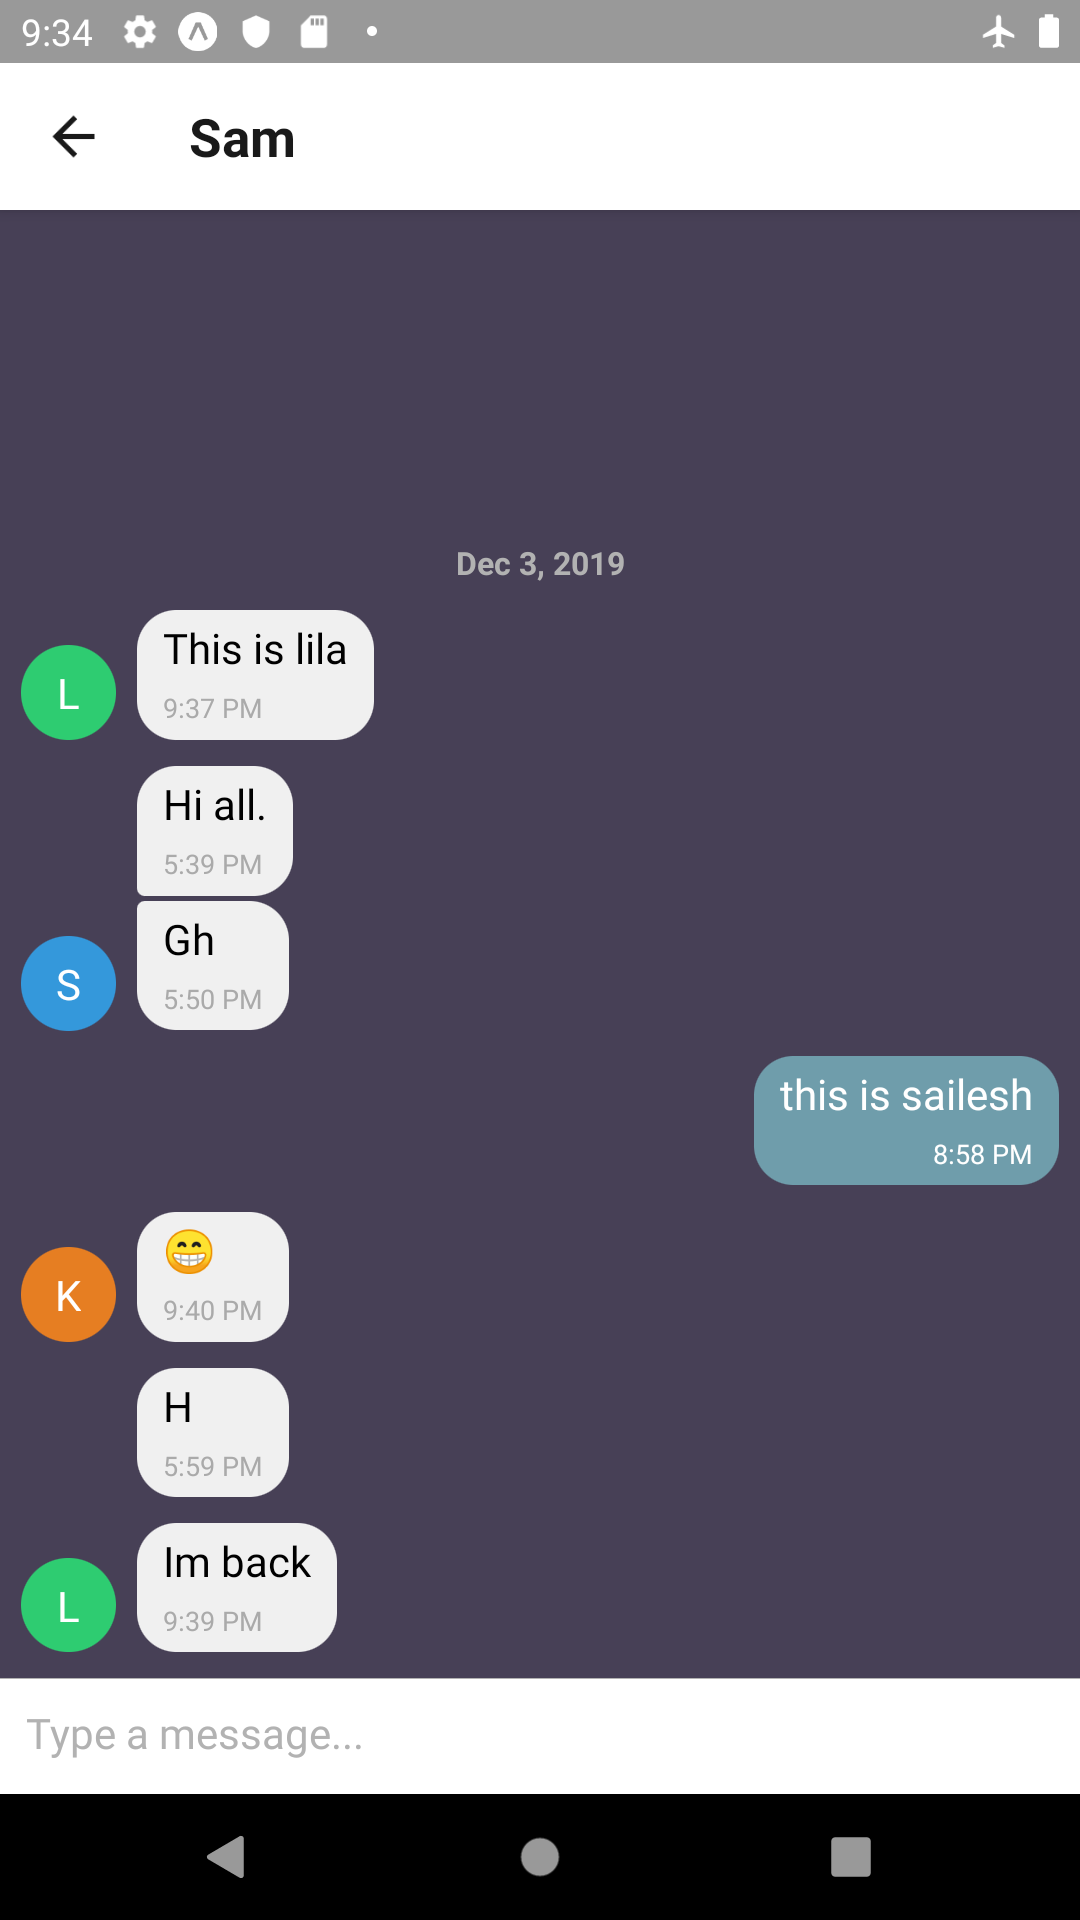 9:34
Sam
Dec 3, 2019
This is lila
9:37 PM
L
Hi all.
5:39 PM
Gh
5:50 PM
S
this is sailesh
8:58 PM
😁
9:40 PM
K
H
5:59 PM
Im back
9:39 PM
L
Type a message...